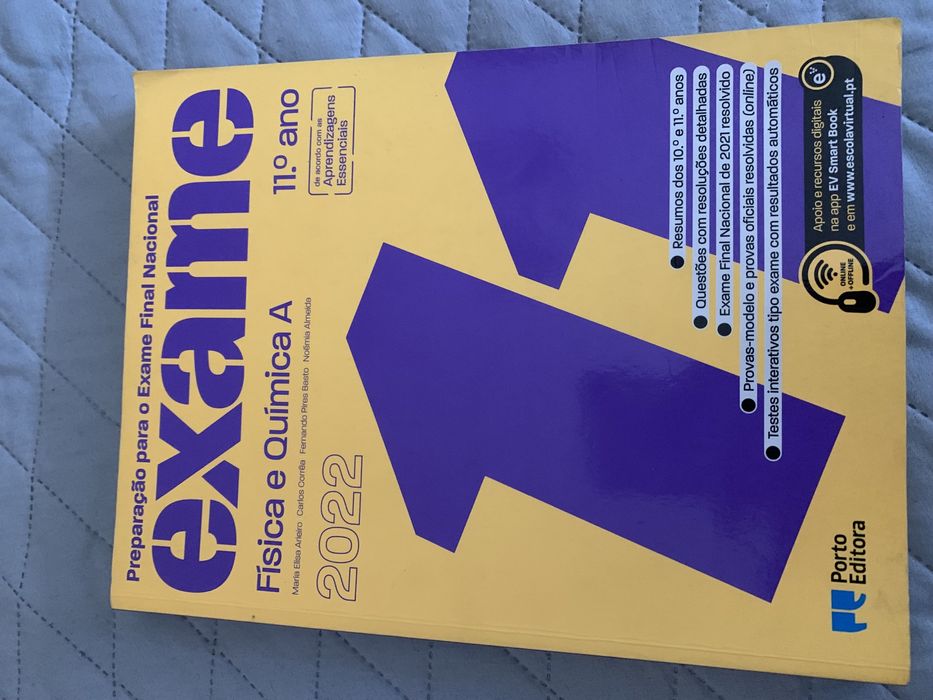 Preparação para o Exame Final Nacional
exame
Física e Química A
11.º ano
Maria Elisa Arieiro Carlos Corrêa Fernando Pires Basto Noémia Almeida
2022
de acordo com as
Aprendizagens
Essenciais
Resumos dos 10.º e 11.º anos
Questões com resoluções detalhadas
Exame Final Nacional de 2021 resolvido
Provas-modelo e provas oficiais resolvidas (online)
Testes interativos tipo exame com resultados automáticos
ONLINE
+OFFLINE
Apoio e recursos digitais
na app EV Smart Book
e em www.escolavirtual.pt
e
Porto
Editora